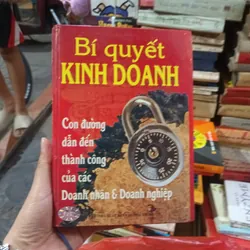 Bí quyết
KINH DOANH
Con đường
dẫn đến
thành công
của các
Doanh nhân & Doanh nghiệp